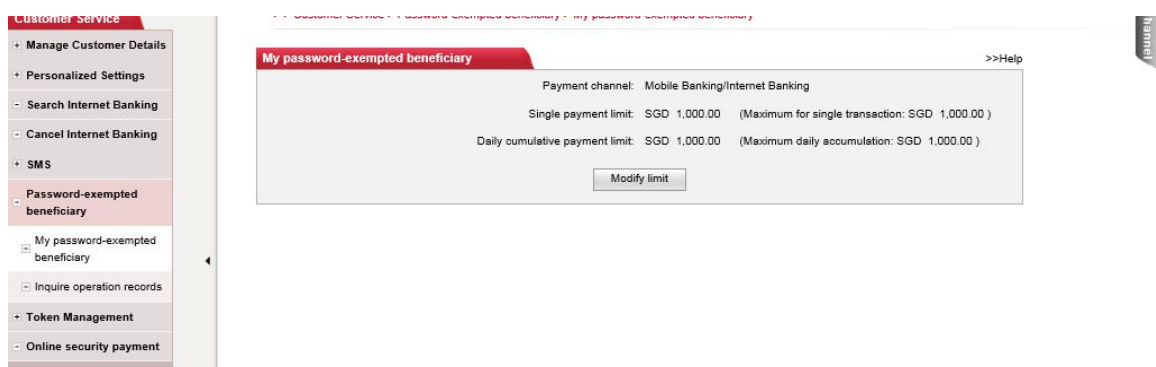 Customer Service
Manage Customer Details
Personalized Settings
Search Internet Banking
Cancel Internet Banking
SMS
Password-exempted
beneficiary
My password-exempted
beneficiary
Inquire operation records
Token Management
Online security payment
Customer Service > Password-exempted beneficiary > My password-exempted beneficiary
My password-exempted beneficiary
>>Help
Payment channel: Mobile Banking/Internet Banking
Single payment limit: SGD 1,000.00 (Maximum for single transaction: SGD 1,000.00 )
Daily cumulative payment limit: SGD 1,000.00 (Maximum daily accumulation: SGD 1,000.00 )
Modify limit